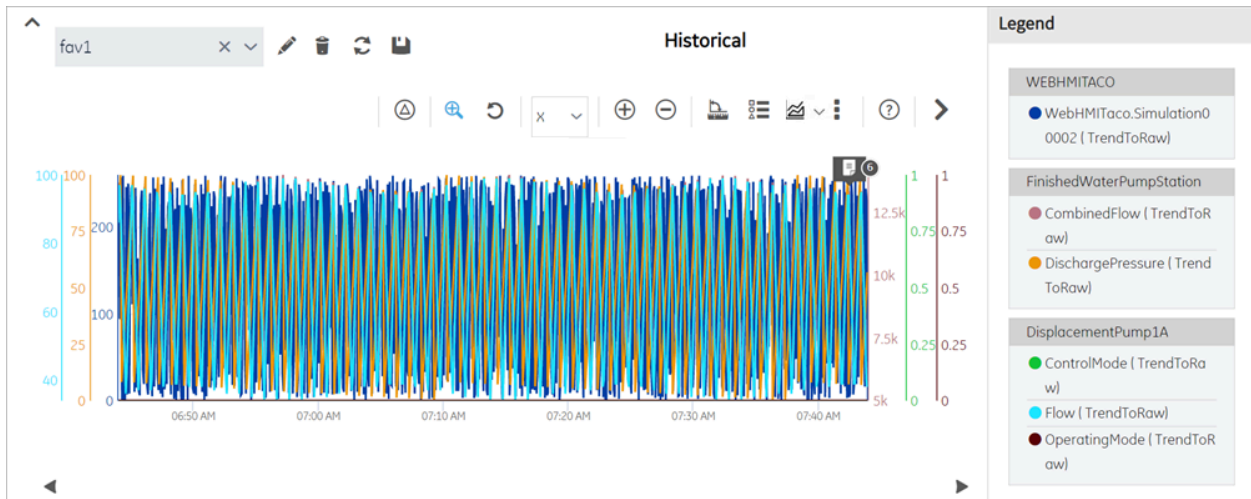 fav1
Historical
Legend
x
?
6
WEBHMITACO
WebHMITaco.Simulation0
0002 ( TrendToRaw)
FinishedWaterPumpStation
CombinedFlow ( TrendToR
aw)
DischargePressure ( Trend
ToRaw)
DisplacementPump1A
ControlMode ( TrendToRa
w)
Flow ( TrendToRaw)
OperatingMode ( TrendToR
aw)
100
80
60
40
100
75
50
25
0
200
100
0
12.5k
10k
7.5k
5k
1
0.75
0.5
0.25
0
1
0.75
0.5
0.25
0
06:50 AM
07:00 AM
07:10 AM
07:20 AM
07:30 AM
07:40 AM